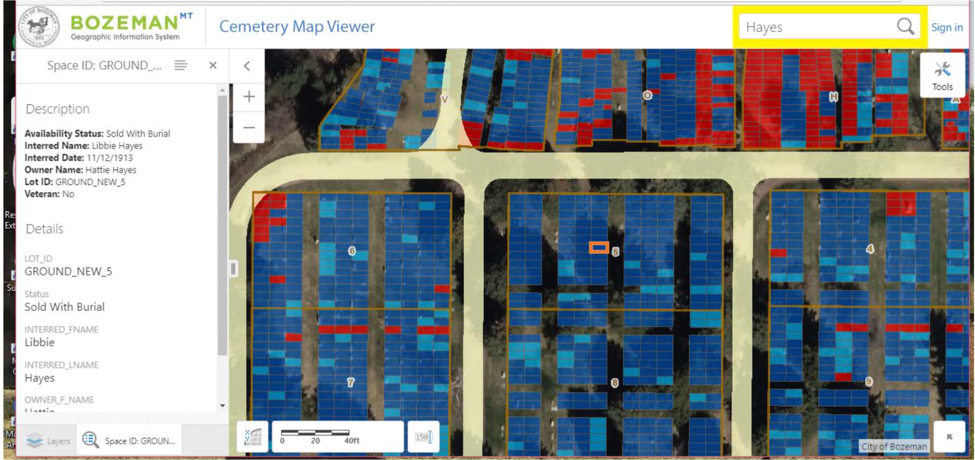 BOZEMAN MT
Geographic Information System
Cemetery Map Viewer
Hayes
Sign in
Space ID: GROUND_...
Tools
Description
Availability Status: Sold With Burial
Interred Name: Libbie Hayes
Interred Date: 11/12/1913
Owner Name: Hattie Hayes
Lot ID: GROUND_NEW_5
Veteran: No
Details
LOT_ID
GROUND_NEW_5
Status
Sold With Burial
INTERRED_FNAME
Libbie
INTERRED_LNAME
Hayes
OWNER_F_NAME
Hattie
Layers
Space ID: GROUN...
V
O
H
A
6
5
4
7
8
9
0 20 40ft
City of Bozeman